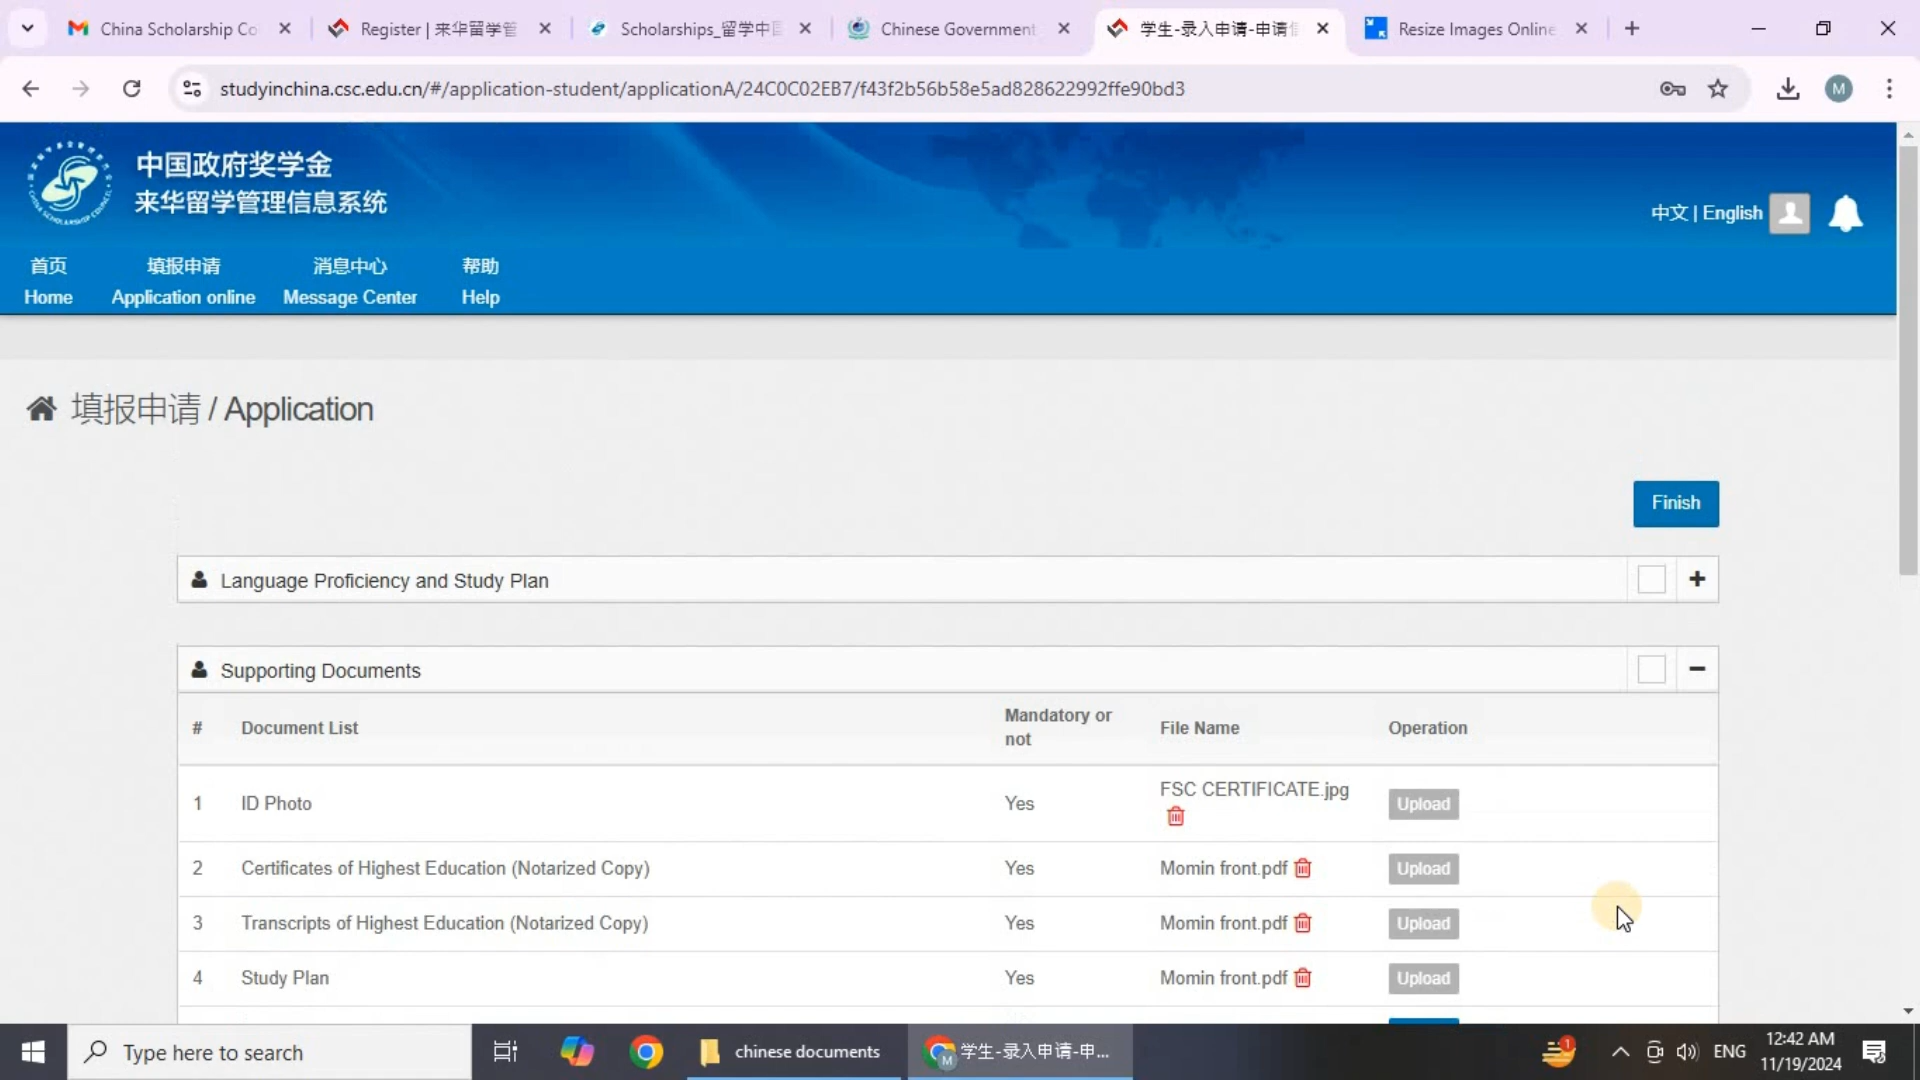 China Scholarship Co
Register | 来华留学管
Scholarships_留学中国
Chinese Government
学生-录入申请-申请信
Resize Images Online
studyinchina.csc.edu.cn/#/application-student/applicationA/24C0C02EB7/f43f2b56b58e5ad828622992ffe90bd3
M
中国政府奖学金
来华留学管理信息系统
中文 | English
首页 填报申请 消息中心 帮助
Home Application online Message Center Help
填报申请 / Application
Finish
Language Proficiency and Study Plan
Supporting Documents
# Document List Mandatory or not File Name Operation
1 ID Photo Yes FSC CERTIFICATE.jpg Upload
2 Certificates of Highest Education (Notarized Copy) Yes Momin front.pdf Upload
3 Transcripts of Highest Education (Notarized Copy) Yes Momin front.pdf Upload
4 Study Plan Yes Momin front.pdf Upload
Type here to search
chinese documents
M
学生-录入申请-申...
1
ENG
12:42 AM
11/19/2024